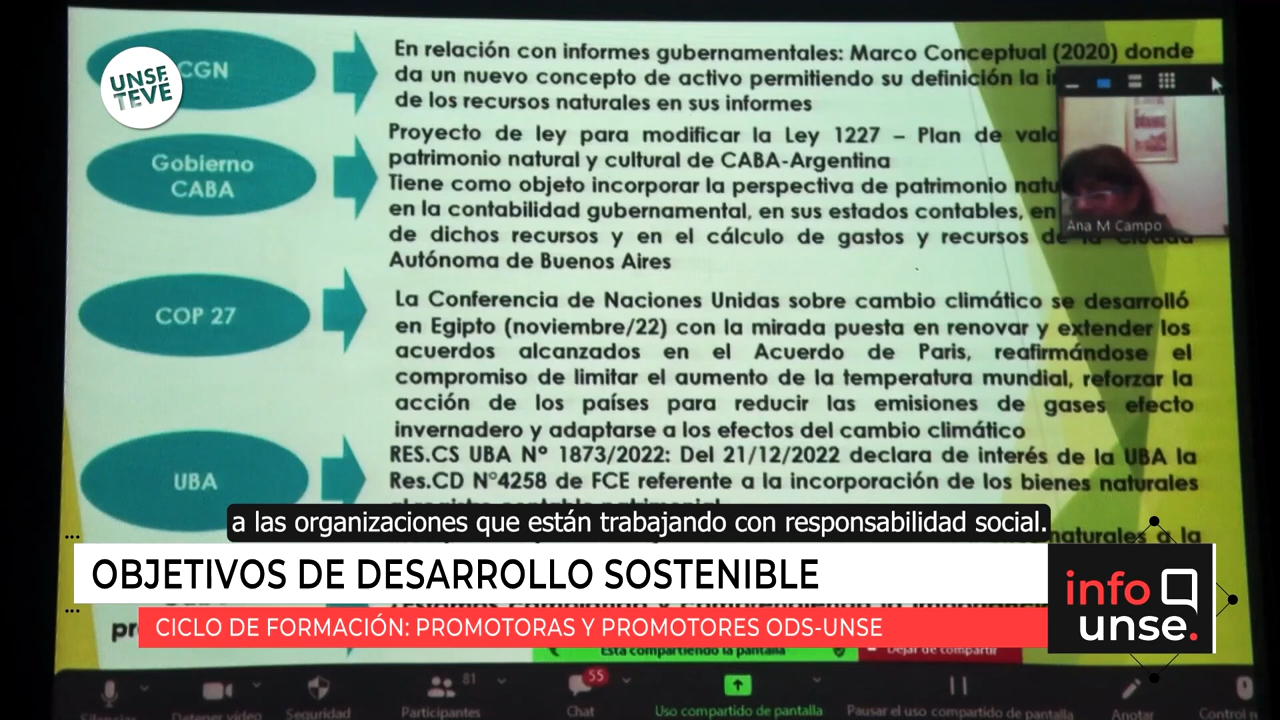 UNSE
TEVE
CGN
En relación con informes gubernamentales: Marco Conceptual (2020) donde
da un nuevo concepto de activo permitiendo su definición la
de los recursos naturales en sus informes
Gobierno
CABA
Proyecto de ley para modificar la Ley 1227 – Plan de
patrimonio natural y cultural de CABA-Argentina
Tiene como objeto incorporar la perspectiva de patrimonio
en la contabilidad gubernamental, en sus estados contables, en
de dichos recursos y en el cálculo de gastos y recursos de la Ciudad
Autónoma de Buenos Aires
Ana M Campo
COP 27
La Conferencia de Naciones Unidas sobre cambio climático se desarrolló
en Egipto (noviembre/22) con la mirada puesta en renovar y extender los
acuerdos alcanzados en el Acuerdo de Paris, reafirmándose el
compromiso de limitar el aumento de la temperatura mundial, reforzar la
acción de los países para reducir las emisiones de gases efecto
invernadero y adaptarse a los efectos del cambio climático
UBA
RES.CS UBA Nº 1873/2022: Del 21/12/2022 declara de interés de la UBA la
Res.CD N°4258 de FCE referente a la incorporación de los bienes naturales
a las organizaciones que están trabajando con responsabilidad social.
naturales a la
OBJETIVOS DE DESARROLLO SOSTENIBLE
CICLO DE FORMACIÓN: PROMOTORAS Y PROMOTORES ODS-UNSE
info
unse.
Está compartiendo la pantalla
Dejar de compartir
Silenciar
Detener video
Seguridad
Participantes
81
Chat
55
Uso compartido de pantalla
Pausar el uso compartido de pantalla
Anotar
Control